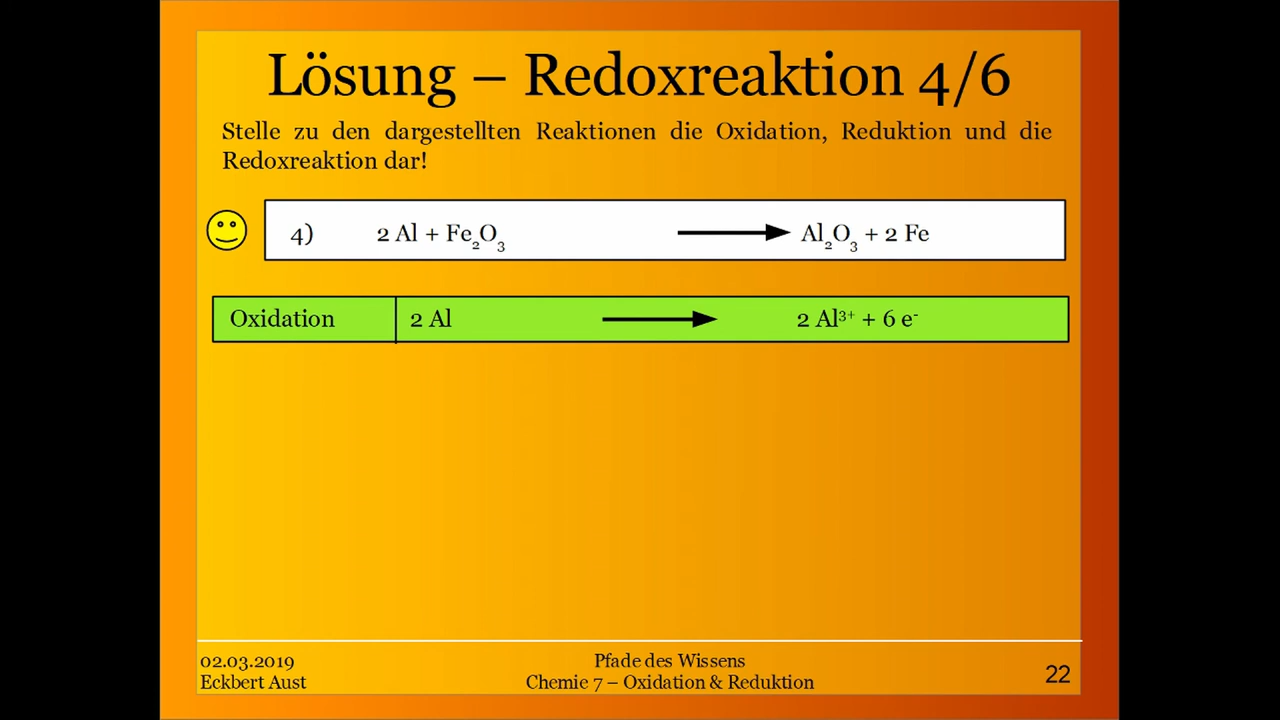 Lösung – Redoxreaktion 4/6
Stelle zu den dargestellten Reaktionen die Oxidation, Reduktion und die
Redoxreaktion dar!
4) 2 Al + Fe₂O₃ → Al₂O₃ + 2 Fe
Oxidation 2 Al → 2 Al³⁺ + 6 e⁻
02.03.2019 Pfade des Wissens
Eckbert Aust Chemie 7 – Oxidation & Reduktion 22